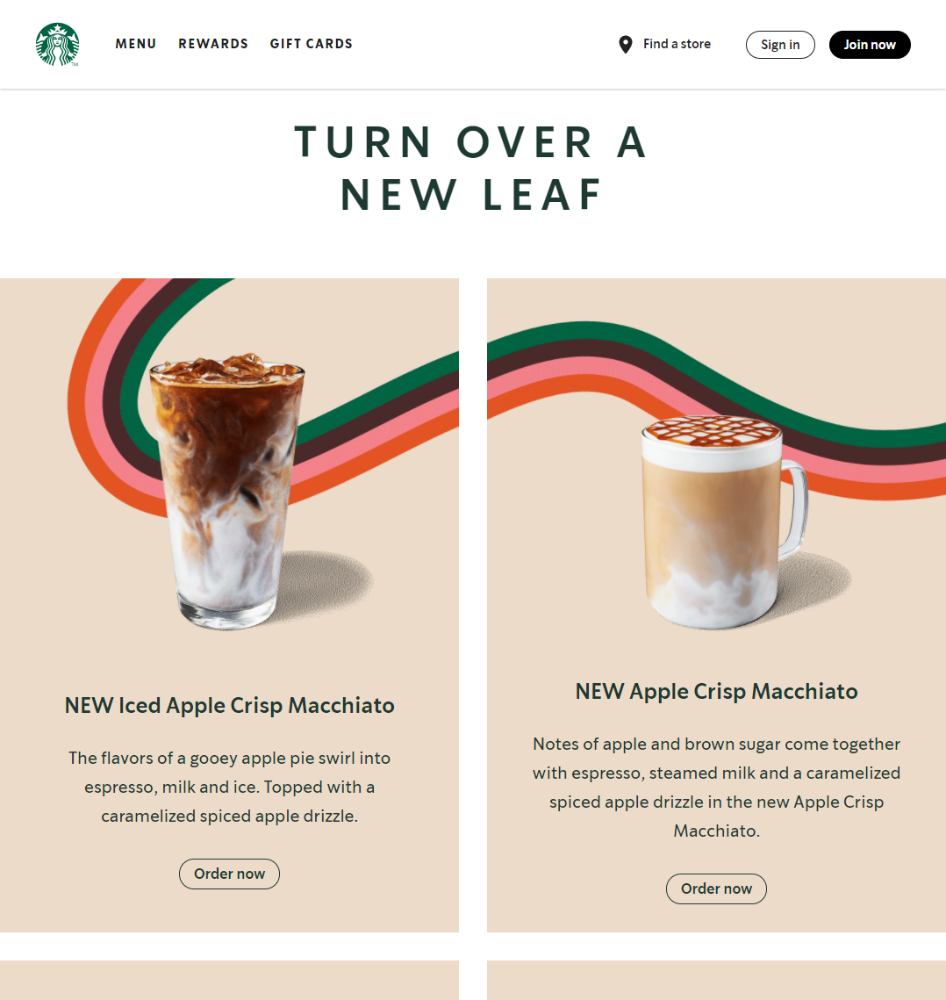 MENU REWARDS GIFT CARDS Find a store Sign in Join now
TM
TURN OVER A
NEW LEAF
NEW Iced Apple Crisp Macchiato
The flavors of a gooey apple pie swirl into
espresso, milk and ice. Topped with a
caramelized spiced apple drizzle.
Order now
NEW Apple Crisp Macchiato
Notes of apple and brown sugar come together
with espresso, steamed milk and a caramelized
spiced apple drizzle in the new Apple Crisp
Macchiato.
Order now